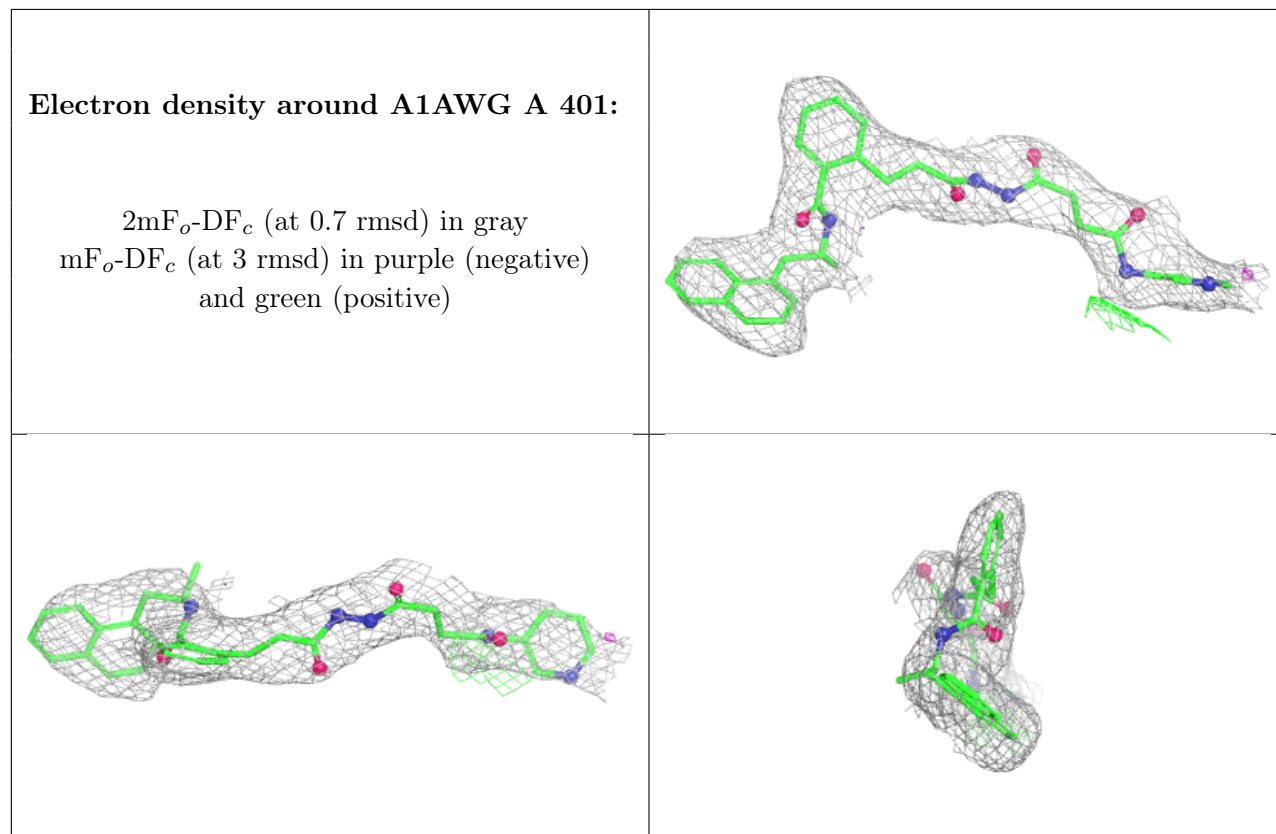 Electron density around A1AWG A 401:
2mFo-DFc (at 0.7 rmsd) in gray
mFo-DFc (at 3 rmsd) in purple (negative)
and green (positive)